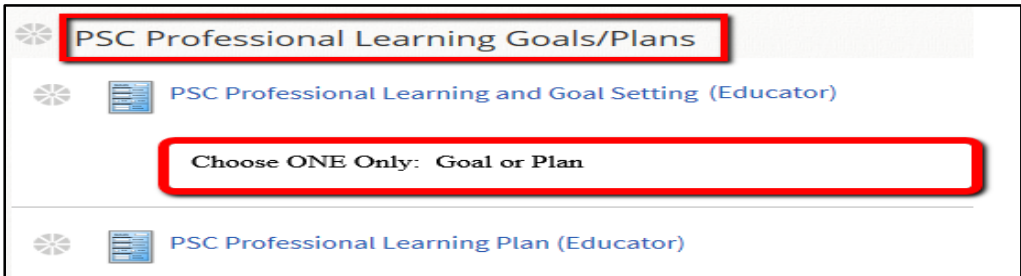 PSC Professional Learning Goals/Plans
PSC Professional Learning and Goal Setting (Educator)
Choose ONE Only: Goal or Plan
PSC Professional Learning Plan (Educator)